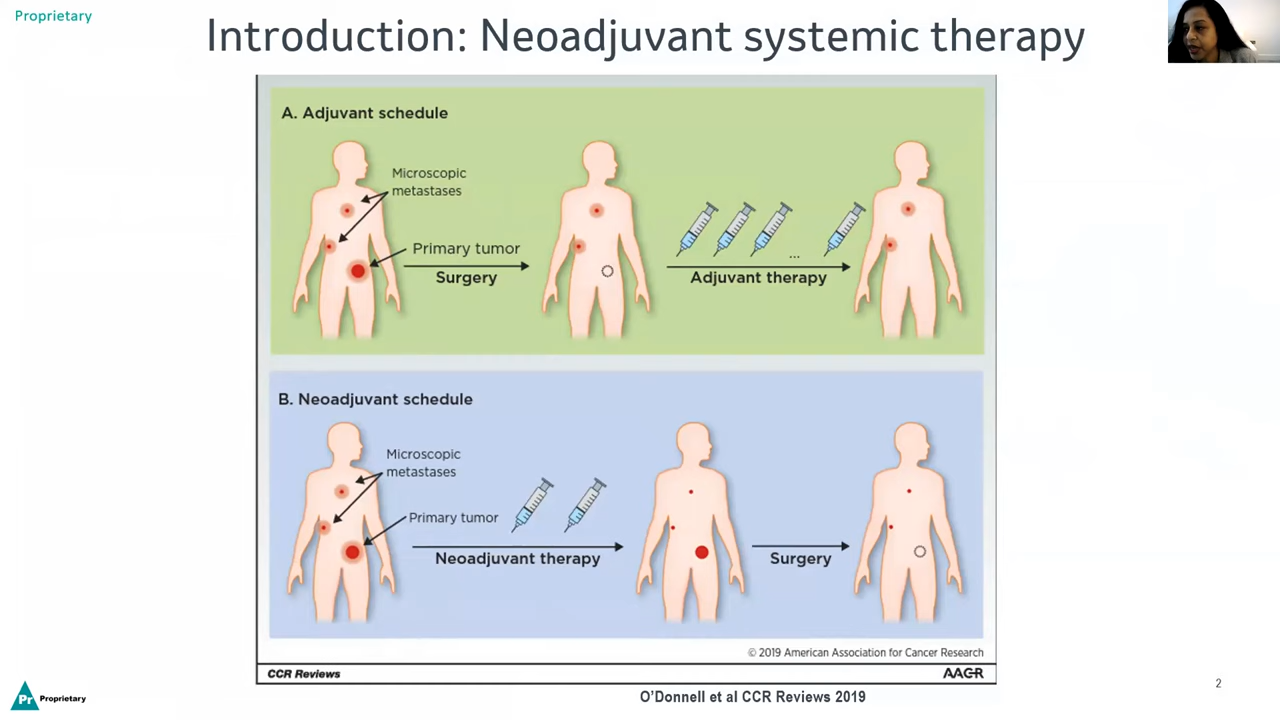 Proprietary
Introduction: Neoadjuvant systemic therapy
A. Adjuvant schedule
Microscopic
metastases
Primary tumor
Surgery
...
Adjuvant therapy
B. Neoadjuvant schedule
Microscopic
metastases
Primary tumor
Neoadjuvant therapy
Surgery
© 2019 American Association for Cancer Research
CCR Reviews
AACR
O'Donnell et al CCR Reviews 2019
2
Pr Proprietary